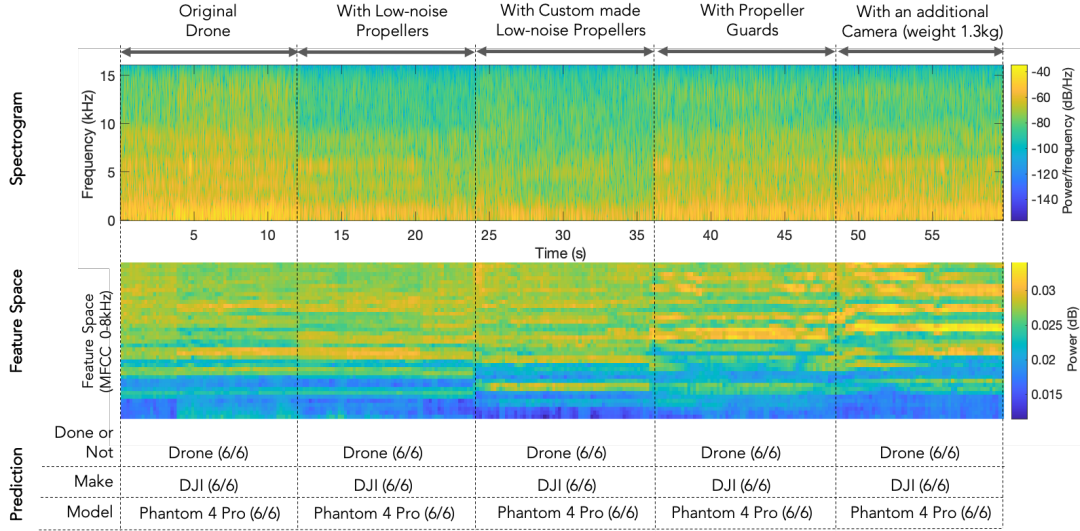 Original
Drone
With Low-noise
Propellers
With Custom made
Low-noise Propellers
With Propeller
Guards
With an additional
Camera (weight 1.3kg)
Spectrogram
Frequency (kHz)
15
10
5
0
5 10 15 20 25 30 35 40 45 50 55
Time (s)
-40
-60
-80
-100
-120
-140
Power/frequency (dB/Hz)
Feature Space
Feature Space
(MFCC 0-8kHz)
0.03
0.025
0.02
0.015
Power (dB)
Prediction
Done or
Not
Drone (6/6) Drone (6/6) Drone (6/6) Drone (6/6) Drone (6/6)
Make DJI (6/6) DJI (6/6) DJI (6/6) DJI (6/6) DJI (6/6)
Model Phantom 4 Pro (6/6) Phantom 4 Pro (6/6) Phantom 4 Pro (6/6) Phantom 4 Pro (6/6) Phantom 4 Pro (6/6)